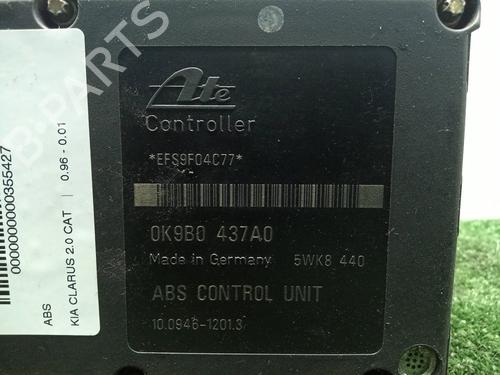 Ate
Controller
*EFS9F04C77*
0K9B0 437A0
Made in Germany 5WK8 440
ABS CONTROL UNIT
10.0946-1201.3
ABS
KIA CLARUS 2.0 CAT | 0.96 - 0.01
00000000000355427
B-PARTS